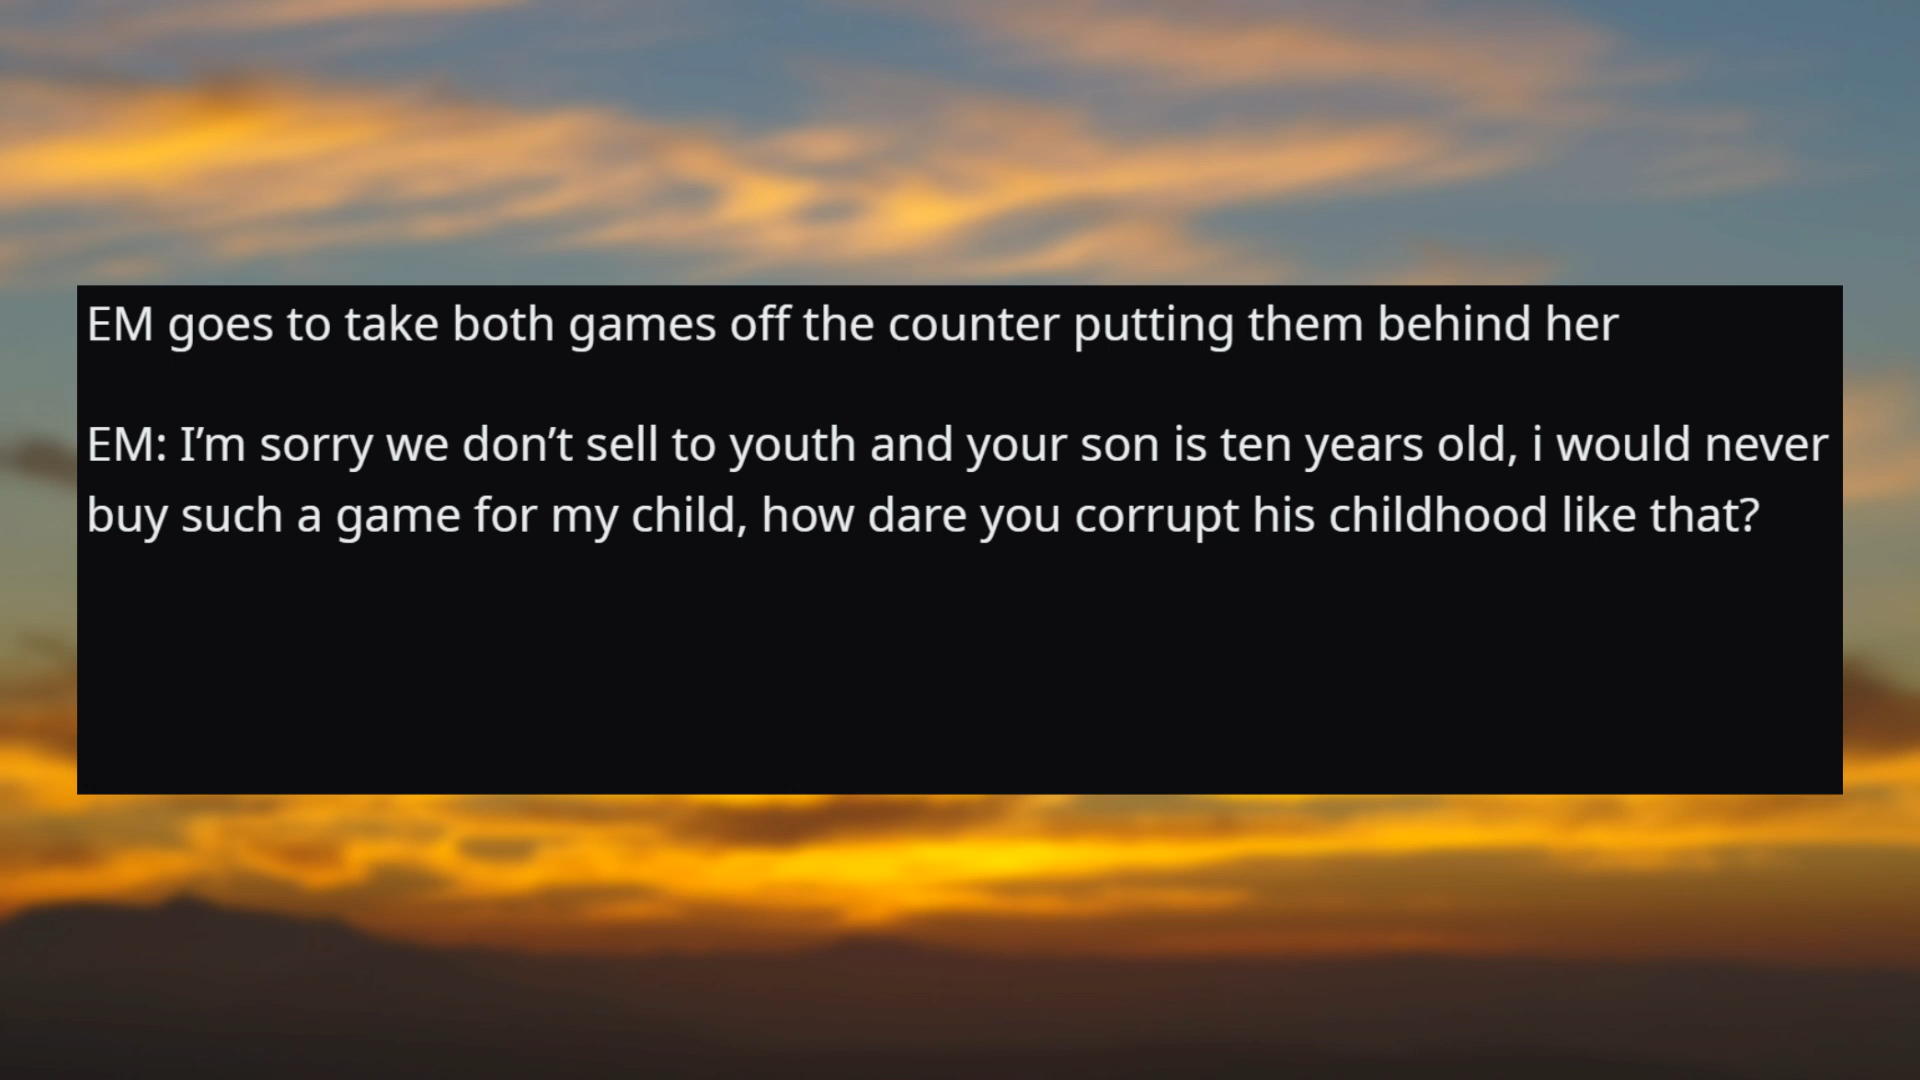 EM goes to take both games off the counter putting them behind her
EM: I’m sorry we don’t sell to youth and your son is ten years old, i would never
buy such a game for my child, how dare you corrupt his childhood like that?